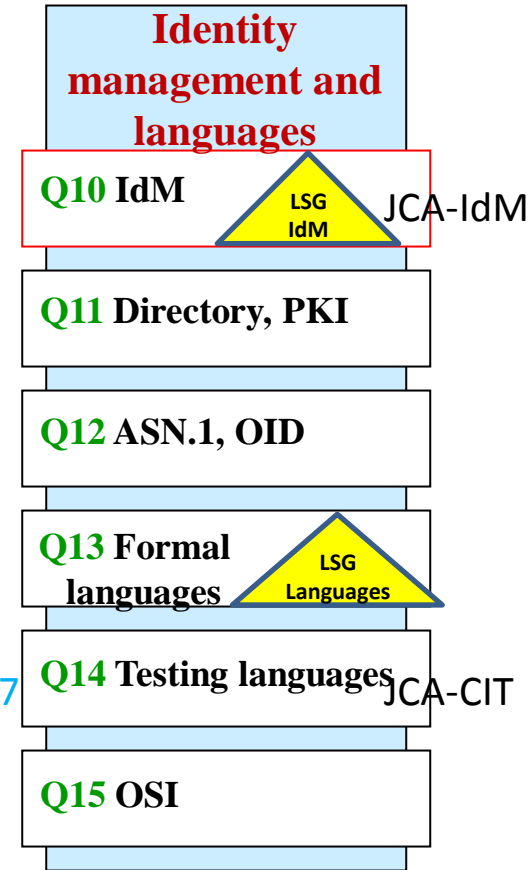 Identity
management and
languages
Q10 IdM
LSG
IdM
JCA-IdM
Q11 Directory, PKI
Q12 ASN.1, OID
Q13 Formal
languages
LSG
Languages
7
Q14 Testing languages
JCA-CIT
Q15 OSI